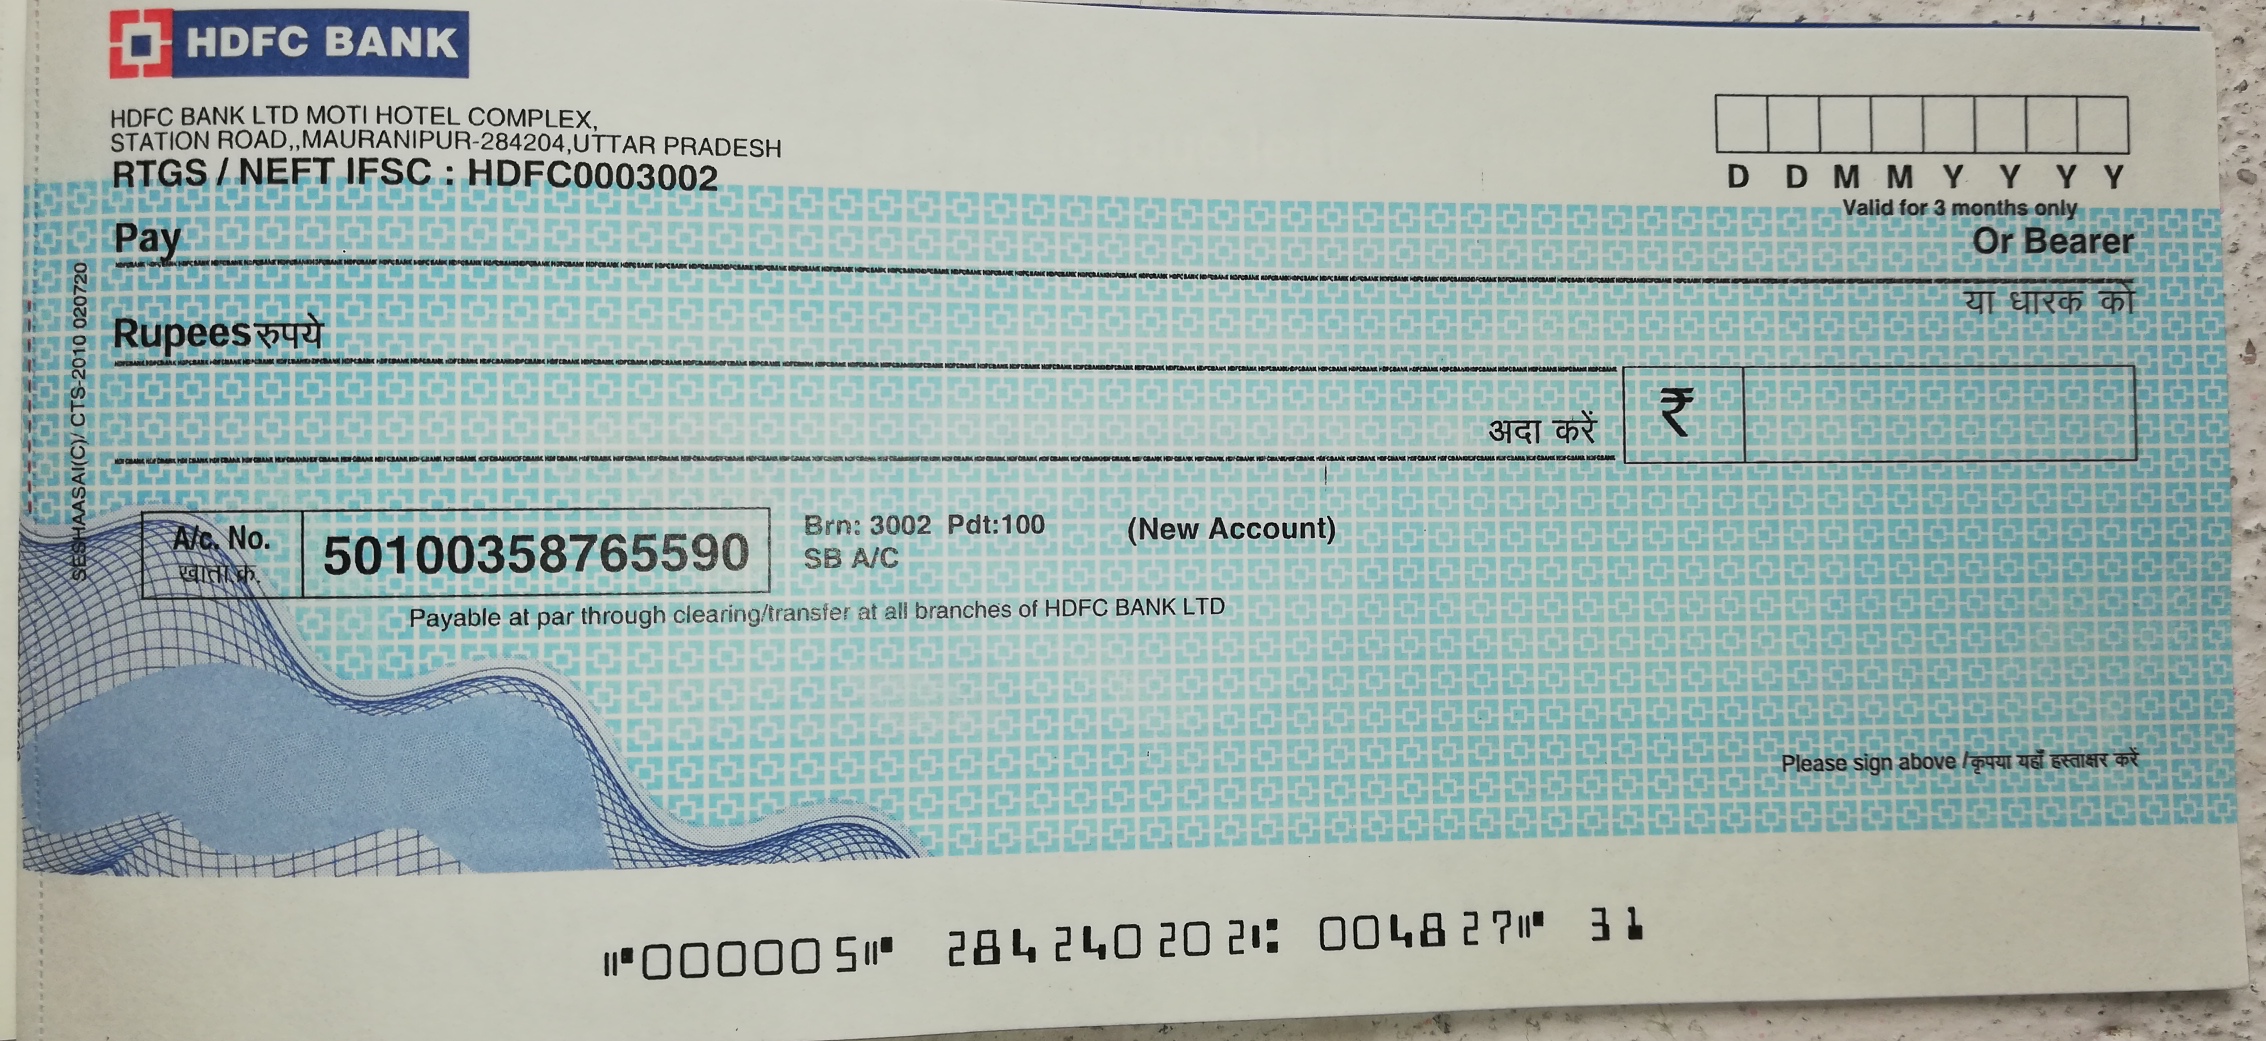 HDFC BANK
HDFC BANK LTD MOTI HOTEL COMPLEX,
STATION ROAD,,MAURANIPUR-284204,UTTAR PRADESH
RTGS / NEFT IFSC : HDFC0003002
D D M M Y Y Y Y
Valid for 3 months only
Pay
Or Bearer
या धारक को
Rupees रुपये
अदा करें
₹
A/c. No.
खाता क्र.
50100358765590
Brn: 3002 Pdt:100
SB A/C
(New Account)
Payable at par through clearing/transfer at all branches of HDFC BANK LTD
SESHAASAI(C)/ CTS-2010 020720
Please sign above /कृपया यहाँ हस्ताक्षर करें
⑈000005⑈ 284240202⑆ 004827⑈ 31